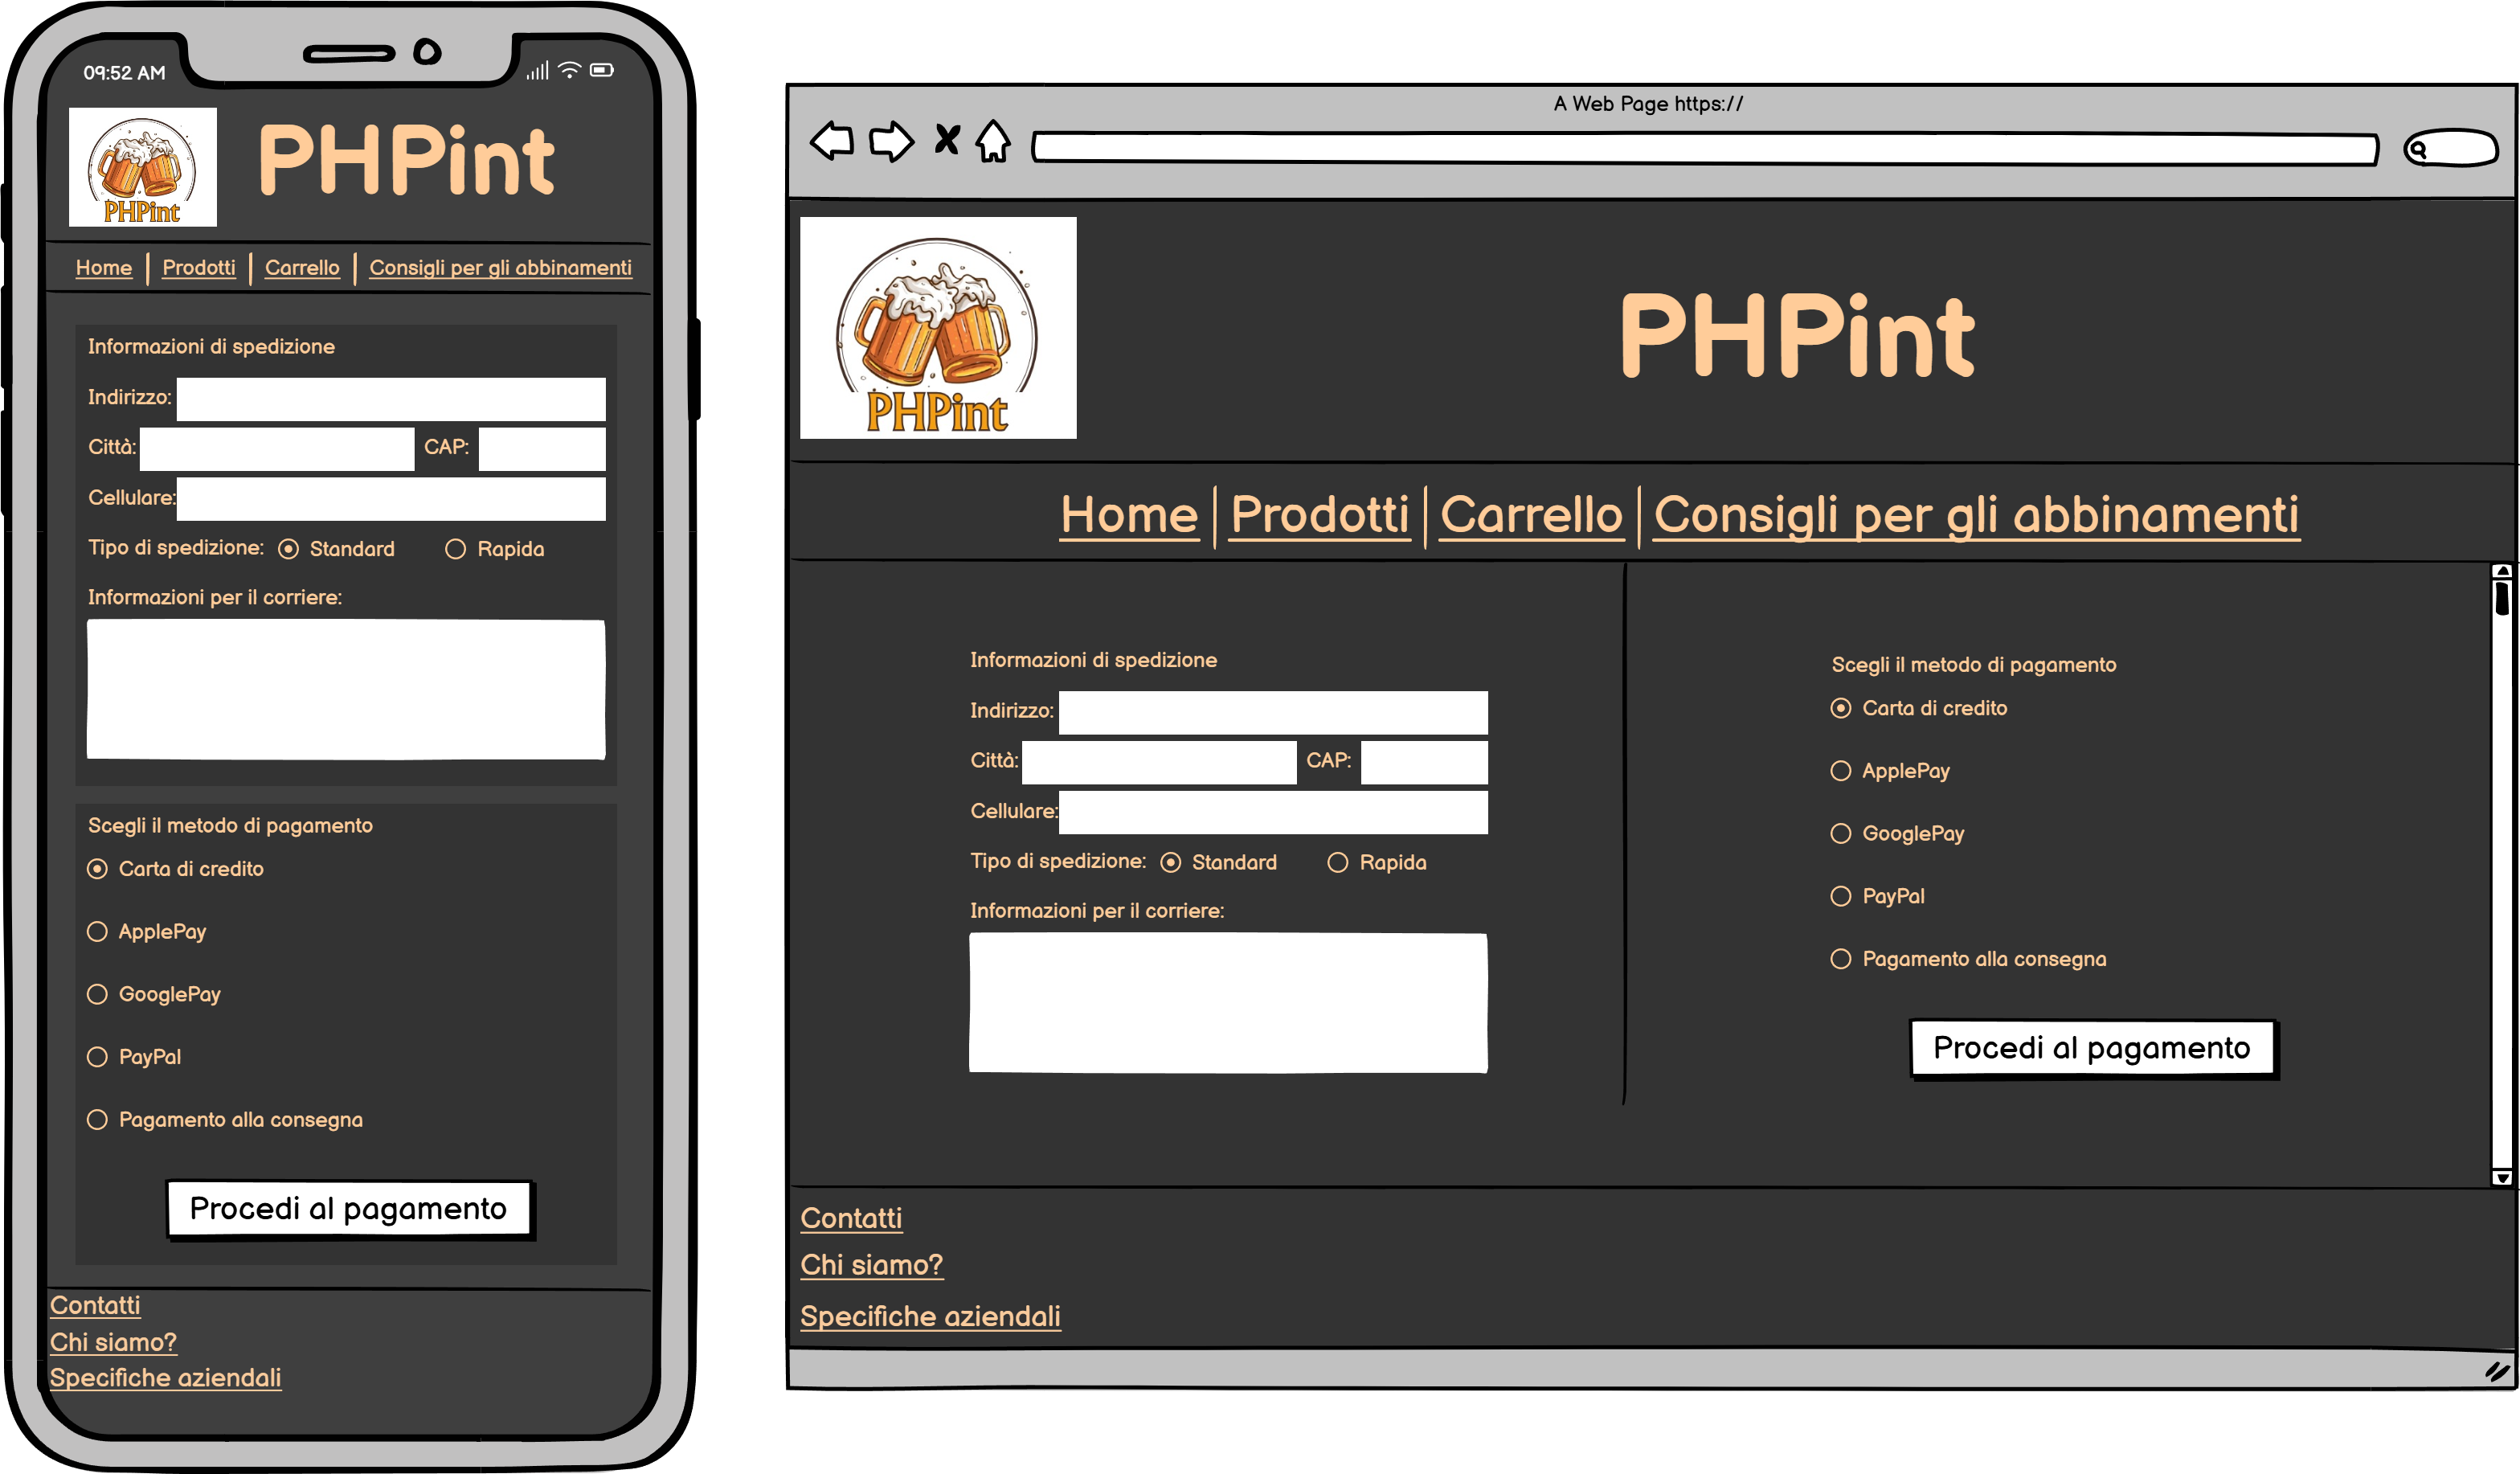 09:52 AM
PHPint
PHPint
Home Prodotti Carrello Consigli per gli abbinamenti
Informazioni di spedizione
Indirizzo:
Città: CAP:
Cellulare:
Tipo di spedizione: Standard Rapida
Informazioni per il corriere:
Scegli il metodo di pagamento
Carta di credito
ApplePay
GooglePay
PayPal
Pagamento alla consegna
Procedi al pagamento
Contatti
Chi siamo?
Specifiche aziendali
A Web Page https://
PHPint
PHPint
Home Prodotti Carrello Consigli per gli abbinamenti
Informazioni di spedizione
Indirizzo:
Città: CAP:
Cellulare:
Tipo di spedizione: Standard Rapida
Informazioni per il corriere:
Scegli il metodo di pagamento
Carta di credito
ApplePay
GooglePay
PayPal
Pagamento alla consegna
Procedi al pagamento
Contatti
Chi siamo?
Specifiche aziendali